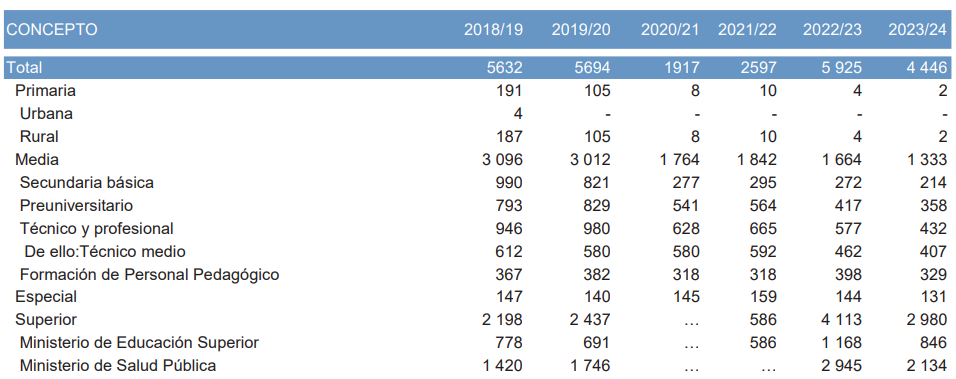 CONCEPTO 2018/19 2019/20 2020/21 2021/22 2022/23 2023/24
Total 5632 5694 1917 2597 5 925 4 446
Primaria 191 105 8 10 4 2
Urbana 4 - - - - -
Rural 187 105 8 10 4 2
Media 3 096 3 012 1 764 1 842 1 664 1 333
Secundaria básica 990 821 277 295 272 214
Preuniversitario 793 829 541 564 417 358
Técnico y profesional 946 980 628 665 577 432
De ello:Técnico medio 612 580 580 592 462 407
Formación de Personal Pedagógico 367 382 318 318 398 329
Especial 147 140 145 159 144 131
Superior 2 198 2 437 … 586 4 113 2 980
Ministerio de Educación Superior 778 691 … 586 1 168 846
Ministerio de Salud Pública 1 420 1 746 … … 2 945 2 134